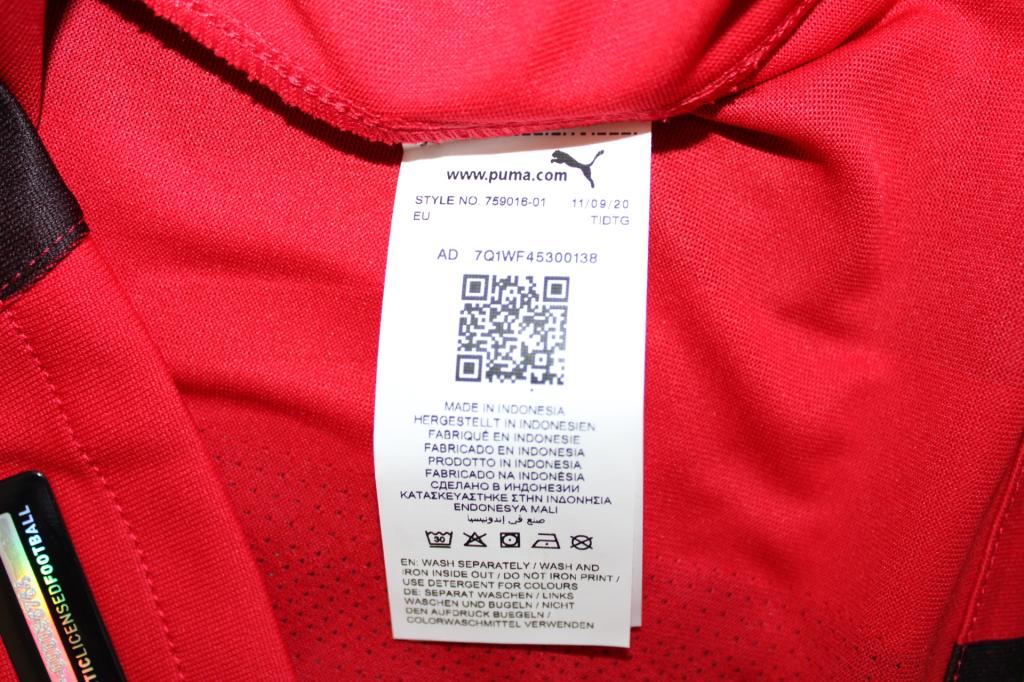 www.puma.com
STYLE NO. 759016-01 11/09/20
EU TIDTG
AD 7Q1WF45300138
MADE IN INDONESIA
HERGESTELLT IN INDONESIEN
FABRIQUÉ EN INDONESIE
FABRICADO EN INDONESIA
PRODOTTO IN INDONESIA
FABRICADO NA INDONÉSIA
СДЕЛАНО В ИНДОНЕЗИИ
ΚΑΤΑΣΚΕΥΑΣΤΗΚΕ ΣΤΗΝ ΙΝΔΟΝΗΣΙΑ
ENDONESYA MALI
صنع في إندونيسيا
30
EN: WASH SEPARATELY / WASH AND
IRON INSIDE OUT / DO NOT IRON PRINT /
USE DETERGENT FOR COLOURS
DE: SEPARAT WASCHEN / LINKS
WASCHEN UND BUGELN / NICHT
DEN AUFDRUCK BUEGELN /
COLORWASCHMITTEL VERWENDEN
TICLICENSEDFOOTBALL